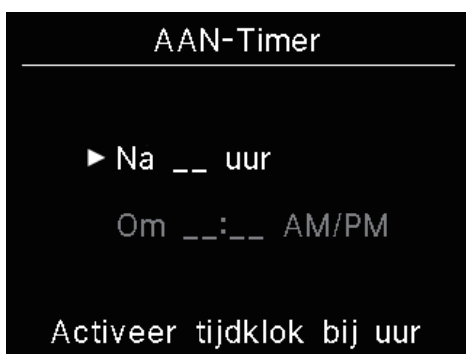 AAN-Timer
▶ Na __ uur
Om __:__ AM/PM
Activeer tijdklok bij uur